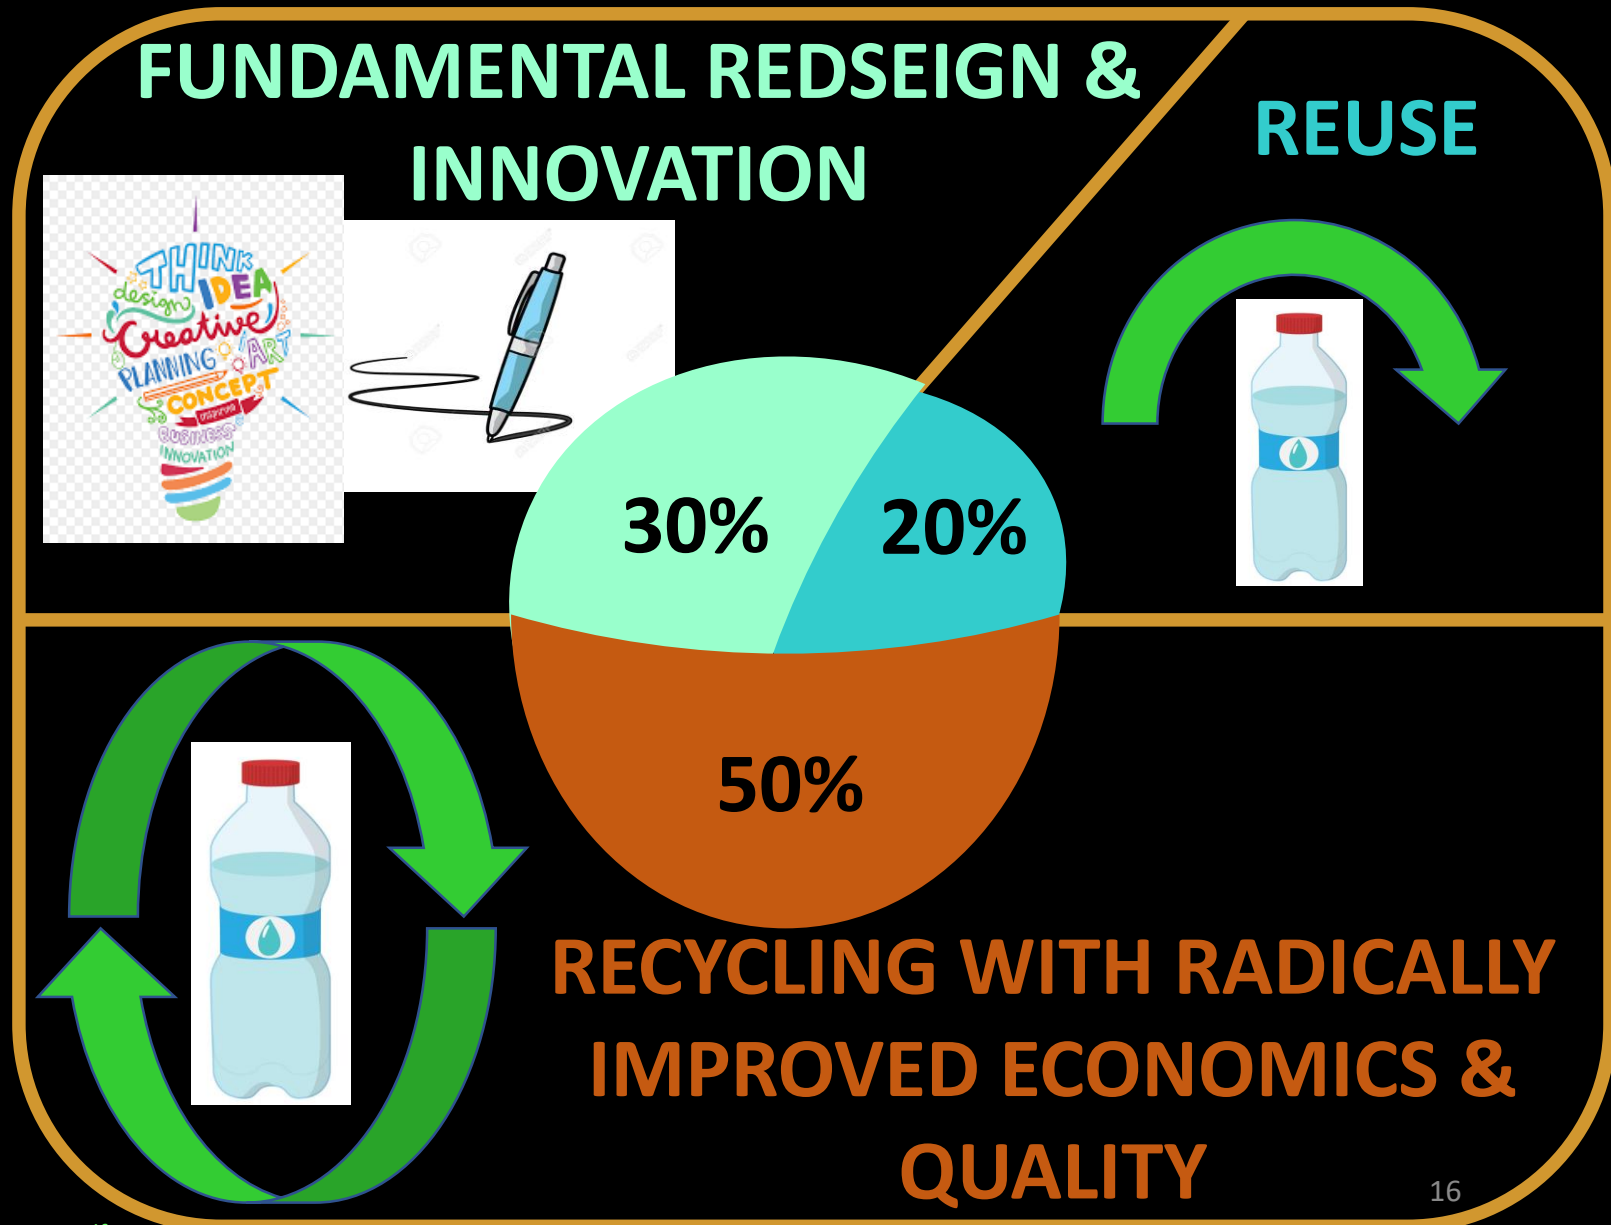 FUNDAMENTAL REDSEIGN &
INNOVATION
REUSE
THINK
design IDEA
Creative
PLANNING ART
CONCEPT
BUSINESS
INNOVATION
30%
20%
50%
RECYCLING WITH RADICALLY
IMPROVED ECONOMICS &
QUALITY
16